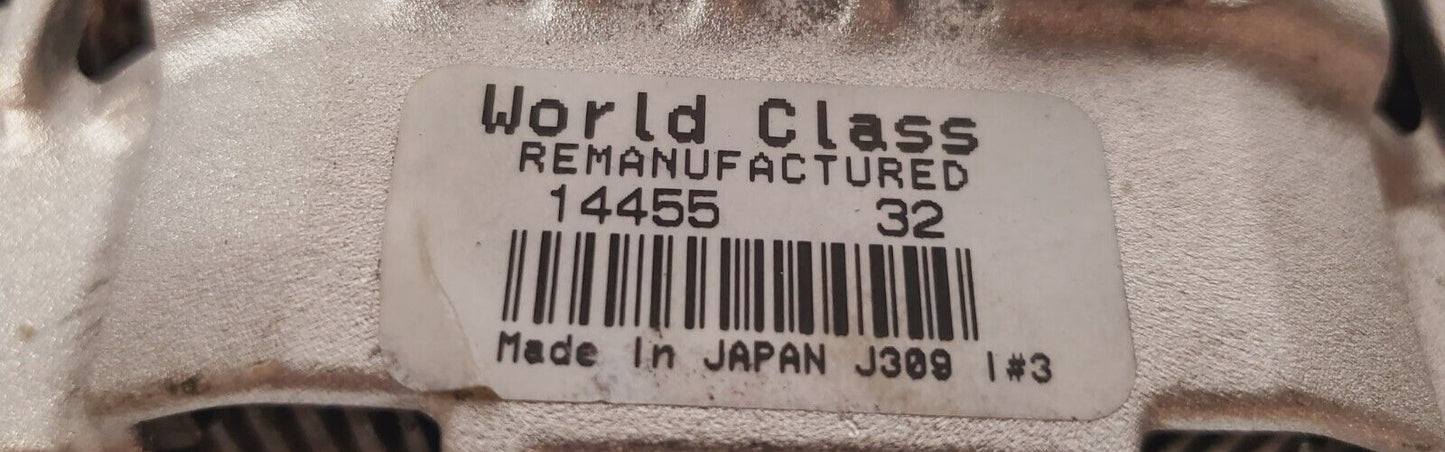 World Class
REMANUFACTURED
14455 32
Made In JAPAN J309 I#3